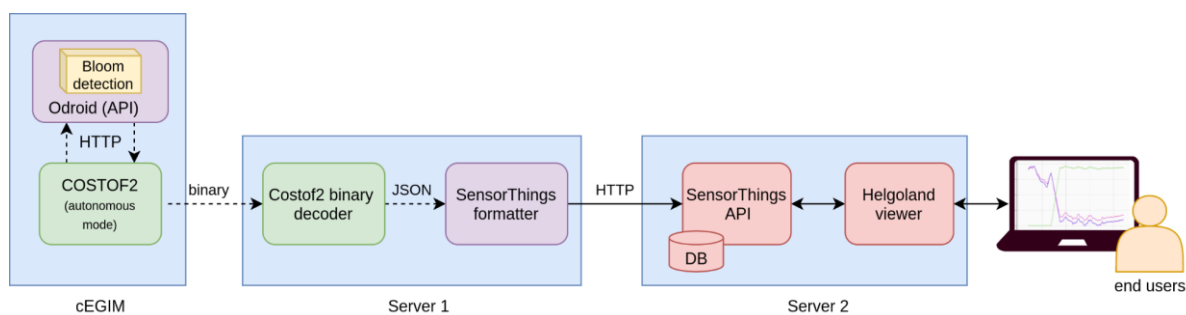 Bloom
detection
Odroid (API)
HTTP
COSTOF2
(autonomous
mode)
cEGIM
binary
Costof2 binary
decoder
JSON
SensorThings
formatter
Server 1
HTTP
SensorThings
API
DB
Helgoland
viewer
Server 2
end users